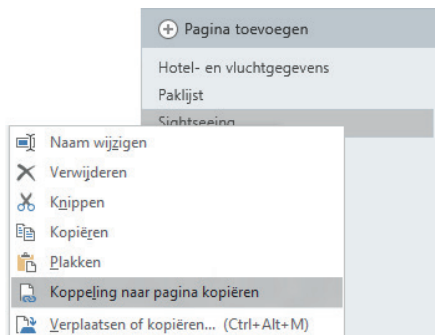 Pagina toevoegen
Hotel- en vluchtgegevens
Paklijst
Sightseeing
Naam wijzigen
Verwijderen
Knippen
Kopiëren
Plakken
Koppeling naar pagina kopiëren
Verplaatsen of kopiëren... (Ctrl+Alt+M)